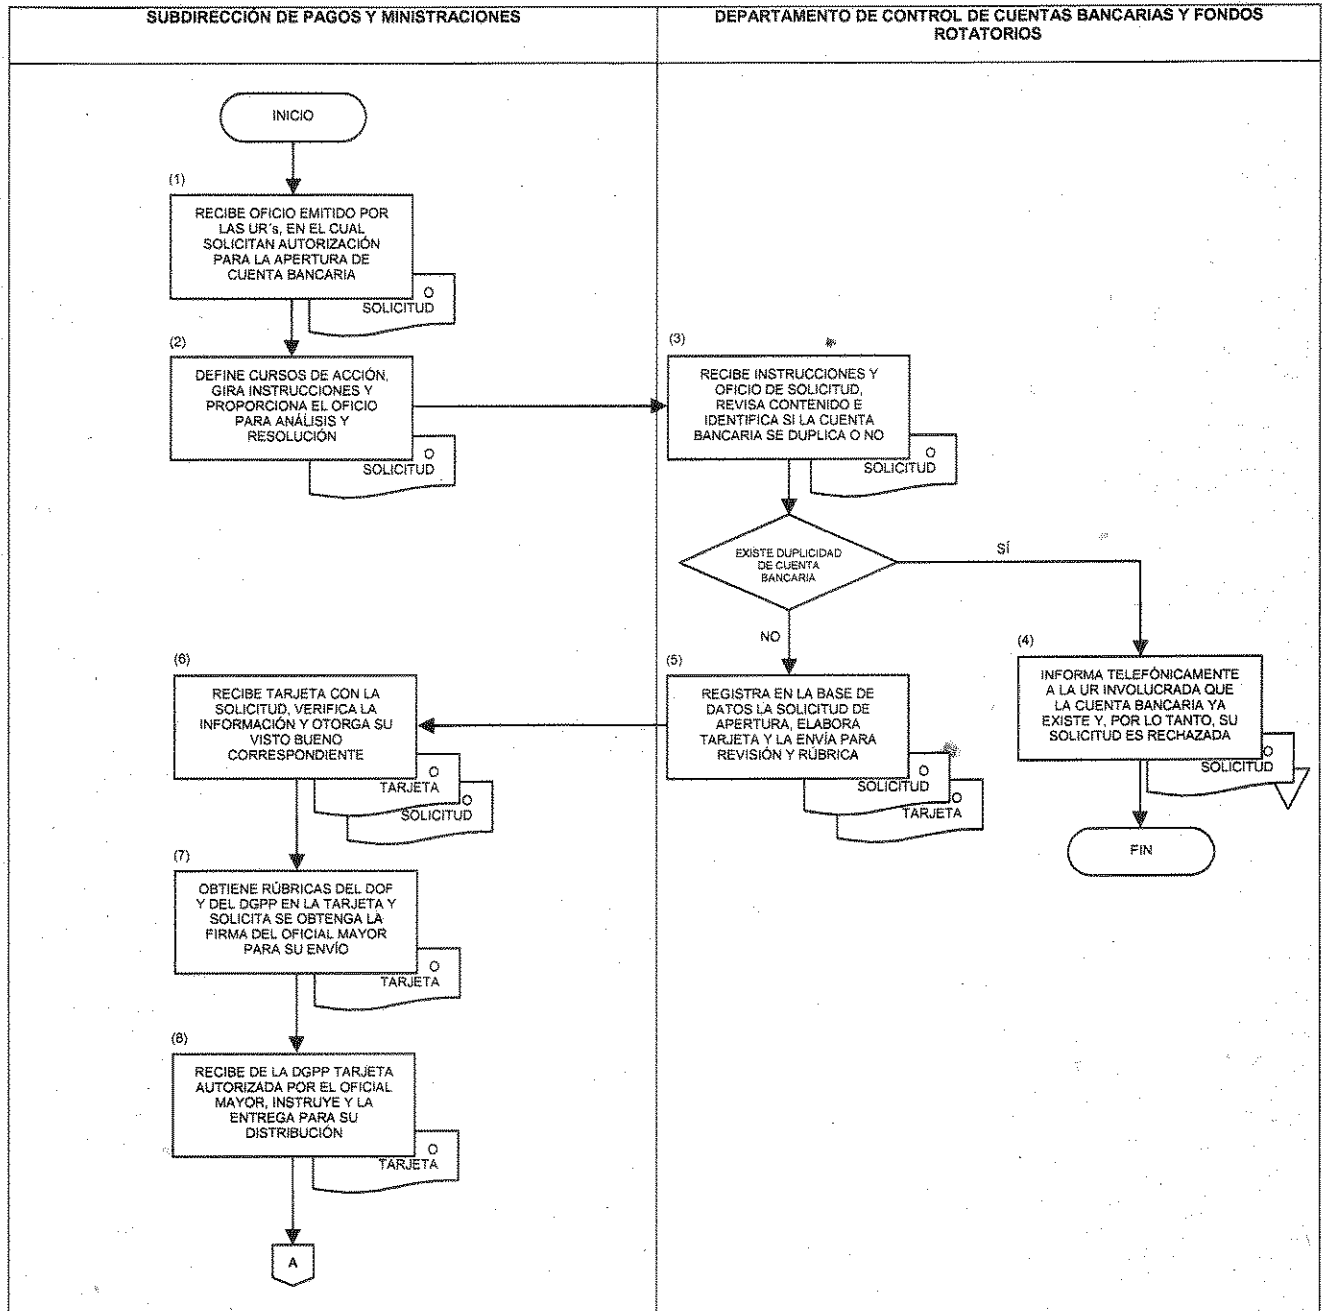 SUBDIRECCIÓN DE PAGOS Y MINISTRACIONES
DEPARTAMENTO DE CONTROL DE CUENTAS BANCARIAS Y FONDOS
ROTATORIOS
INICIO
(1)
RECIBE OFICIO EMITIDO POR
LAS UR´s, EN EL CUAL
SOLICITAN AUTORIZACIÓN
PARA LA APERTURA DE
CUENTA BANCARIA
O
SOLICITUD
(2)
DEFINE CURSOS DE ACCIÓN,
GIRA INSTRUCCIONES Y
PROPORCIONA EL OFICIO
PARA ANÁLISIS Y
RESOLUCIÓN
O
SOLICITUD
(3)
RECIBE INSTRUCCIONES Y
OFICIO DE SOLICITUD,
REVISA CONTENIDO E
IDENTIFICA SI LA CUENTA
BANCARIA SE DUPLICA O NO
O
SOLICITUD
EXISTE DUPLICIDAD
DE CUENTA
BANCARIA
SÍ
NO
(4)
INFORMA TELEFÓNICAMENTE
A LA UR INVOLUCRADA QUE
LA CUENTA BANCARIA YA
EXISTE Y, POR LO TANTO, SU
SOLICITUD ES RECHAZADA
O
SOLICITUD
FIN
(5)
REGISTRA EN LA BASE DE
DATOS LA SOLICITUD DE
APERTURA, ELABORA
TARJETA Y LA ENVÍA PARA
REVISIÓN Y RÚBRICA
O
SOLICITUD
O
TARJETA
(6)
RECIBE TARJETA CON LA
SOLICITUD, VERIFICA LA
INFORMACIÓN Y OTORGA SU
VISTO BUENO
CORRESPONDIENTE
O
TARJETA
O
SOLICITUD
(7)
OBTIENE RÚBRICAS DEL DOF
Y DEL DGPP EN LA TARJETA Y
SOLICITA SE OBTENGA LA
FIRMA DEL OFICIAL MAYOR
PARA SU ENVÍO
O
TARJETA
(8)
RECIBE DE LA DGPP TARJETA
AUTORIZADA POR EL OFICIAL
MAYOR, INSTRUYE Y LA
ENTREGA PARA SU
DISTRIBUCIÓN
O
TARJETA
A